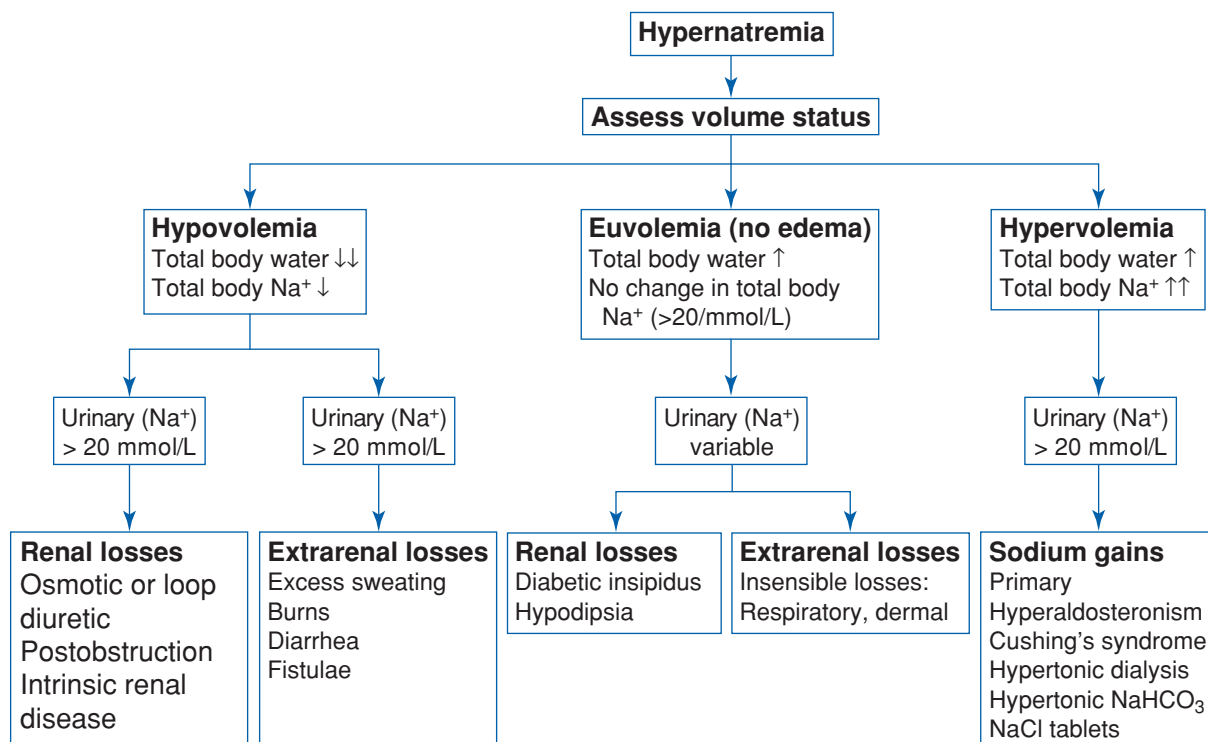 Hypernatremia
Assess volume status
Hypovolemia
Total body water ↓↓
Total body Na⁺ ↓
Euvolemia (no edema)
Total body water ↑
No change in total body
Na⁺ (>20/mmol/L)
Hypervolemia
Total body water ↑
Total body Na⁺ ↑↑
Urinary (Na⁺)
> 20 mmol/L
Urinary (Na⁺)
> 20 mmol/L
Urinary (Na⁺)
variable
Urinary (Na⁺)
> 20 mmol/L
Renal losses
Osmotic or loop
diuretic
Postobstruction
Intrinsic renal
disease
Extrarenal losses
Excess sweating
Burns
Diarrhea
Fistulae
Renal losses
Diabetic insipidus
Hypodipsia
Extrarenal losses
Insensible losses:
Respiratory, dermal
Sodium gains
Primary
Hyperaldosteronism
Cushing's syndrome
Hypertonic dialysis
Hypertonic NaHCO₃
NaCl tablets